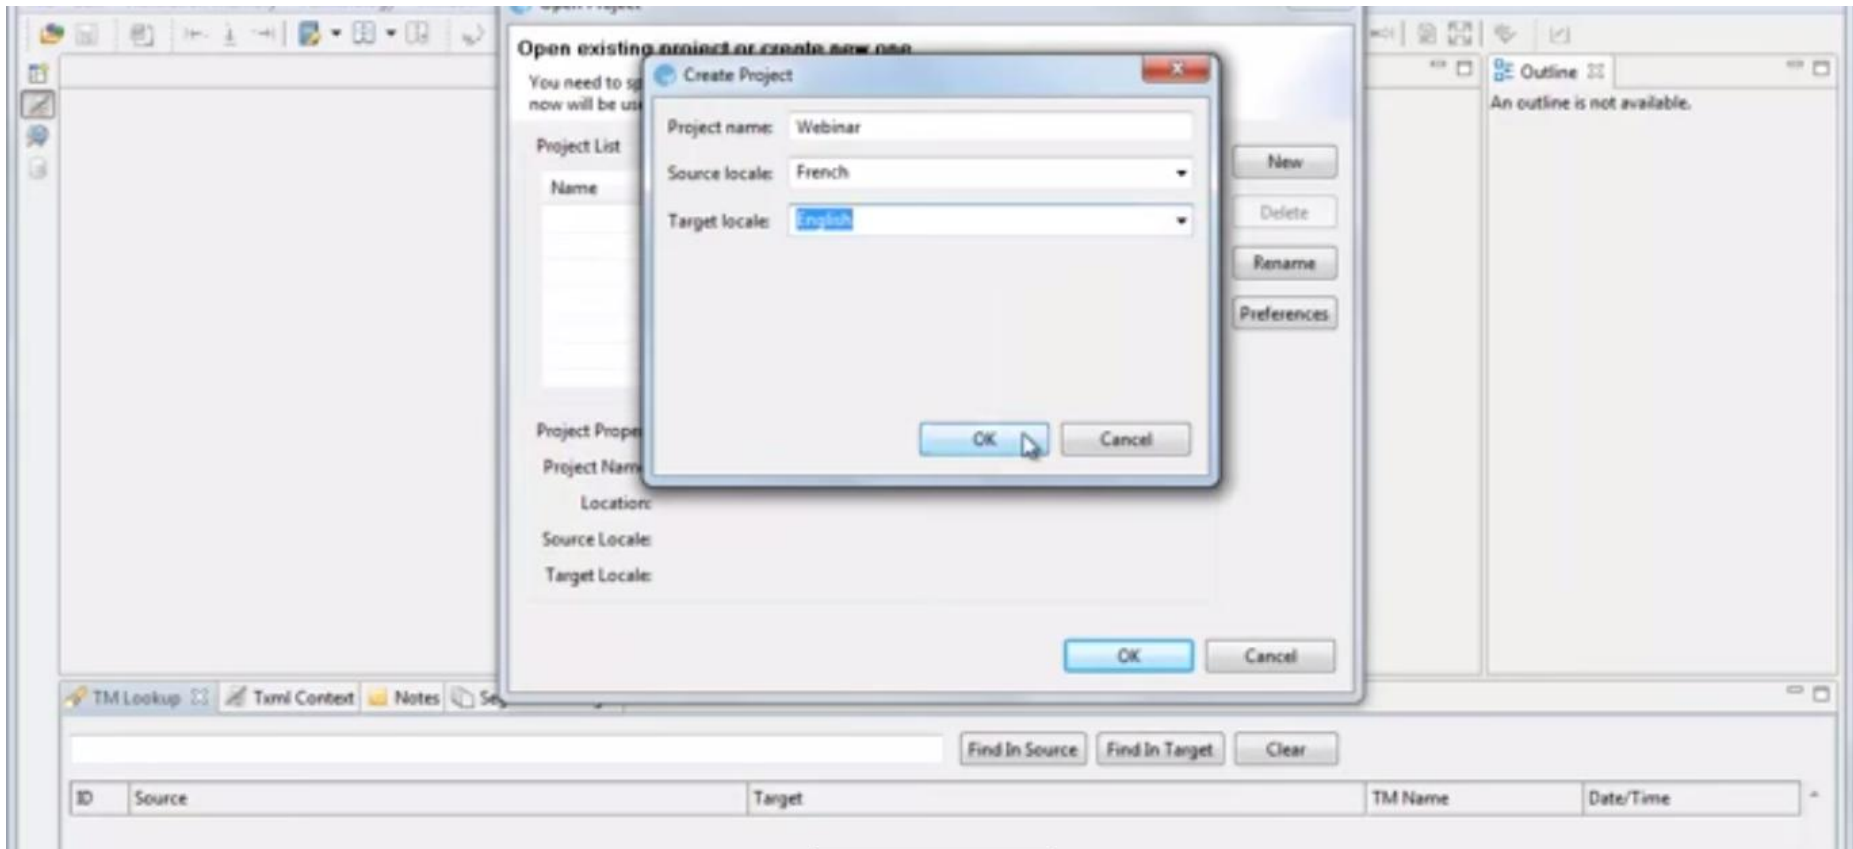 Open Project
Open existing project or create new one
You need to sp
now will be us
Project List
Name
Create Project
Project name: Webinar
Source locale: French
Target locale: English
OK
Cancel
New
Delete
Rename
Preferences
Project Prope
Project Nam
Location:
Source Locale:
Target Locale:
OK
Cancel
Outline
An outline is not available.
TM Lookup
Txml Context
Notes
Find In Source
Find In Target
Clear
ID
Source
Target
TM Name
Date/Time